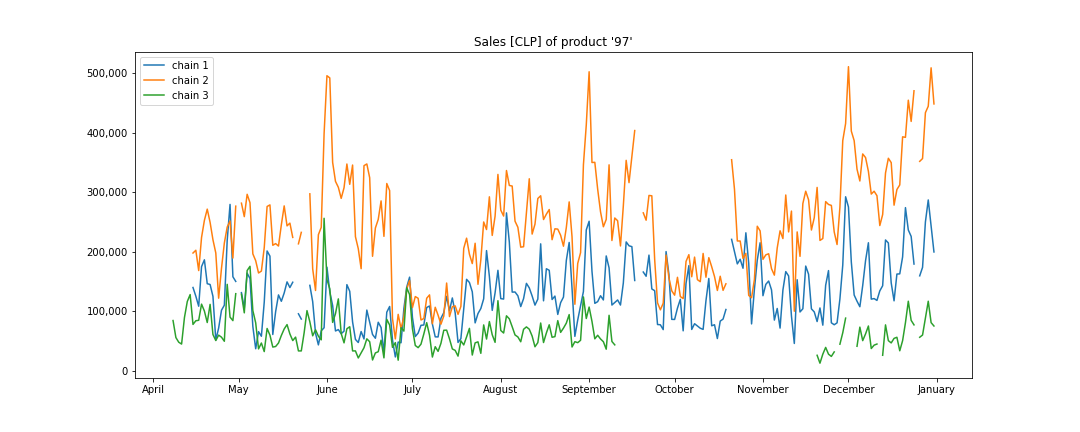 Sales [CLP] of product '97'
chain 1
chain 2
chain 3
500,000
400,000
300,000
200,000
100,000
0
April May June July August September October November December January